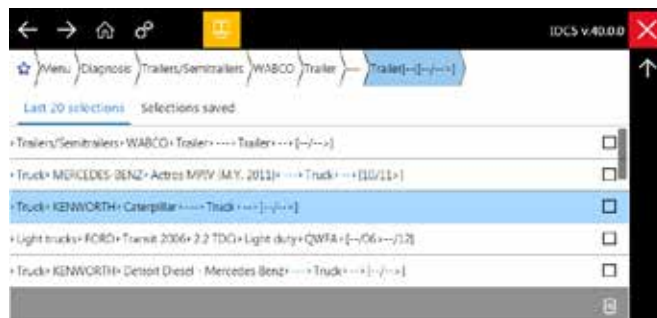 IDC5 v.40.0.0
Menu Diagnosis Trailers/Semitrailers WABCO Trailer --- Trailer[--[--/-->]
Last 20 selections Selections saved
Trailers/Semitrailers WABCO Trailer ---- Trailer --- [--/-->]
Truck MERCEDES-BENZ Actros MPIV (M.Y. 2011) --- Truck --- [10/11>]
Truck KENWORTH Caterpillar ---- Truck --- [--/-->]
Light trucks FORD Transit 2006 2.2 TDCi Light duty QWFA [--/06>--/12]
Truck KENWORTH Detroit Diesel - Mercedes Benz --- Truck --- [--/-->]